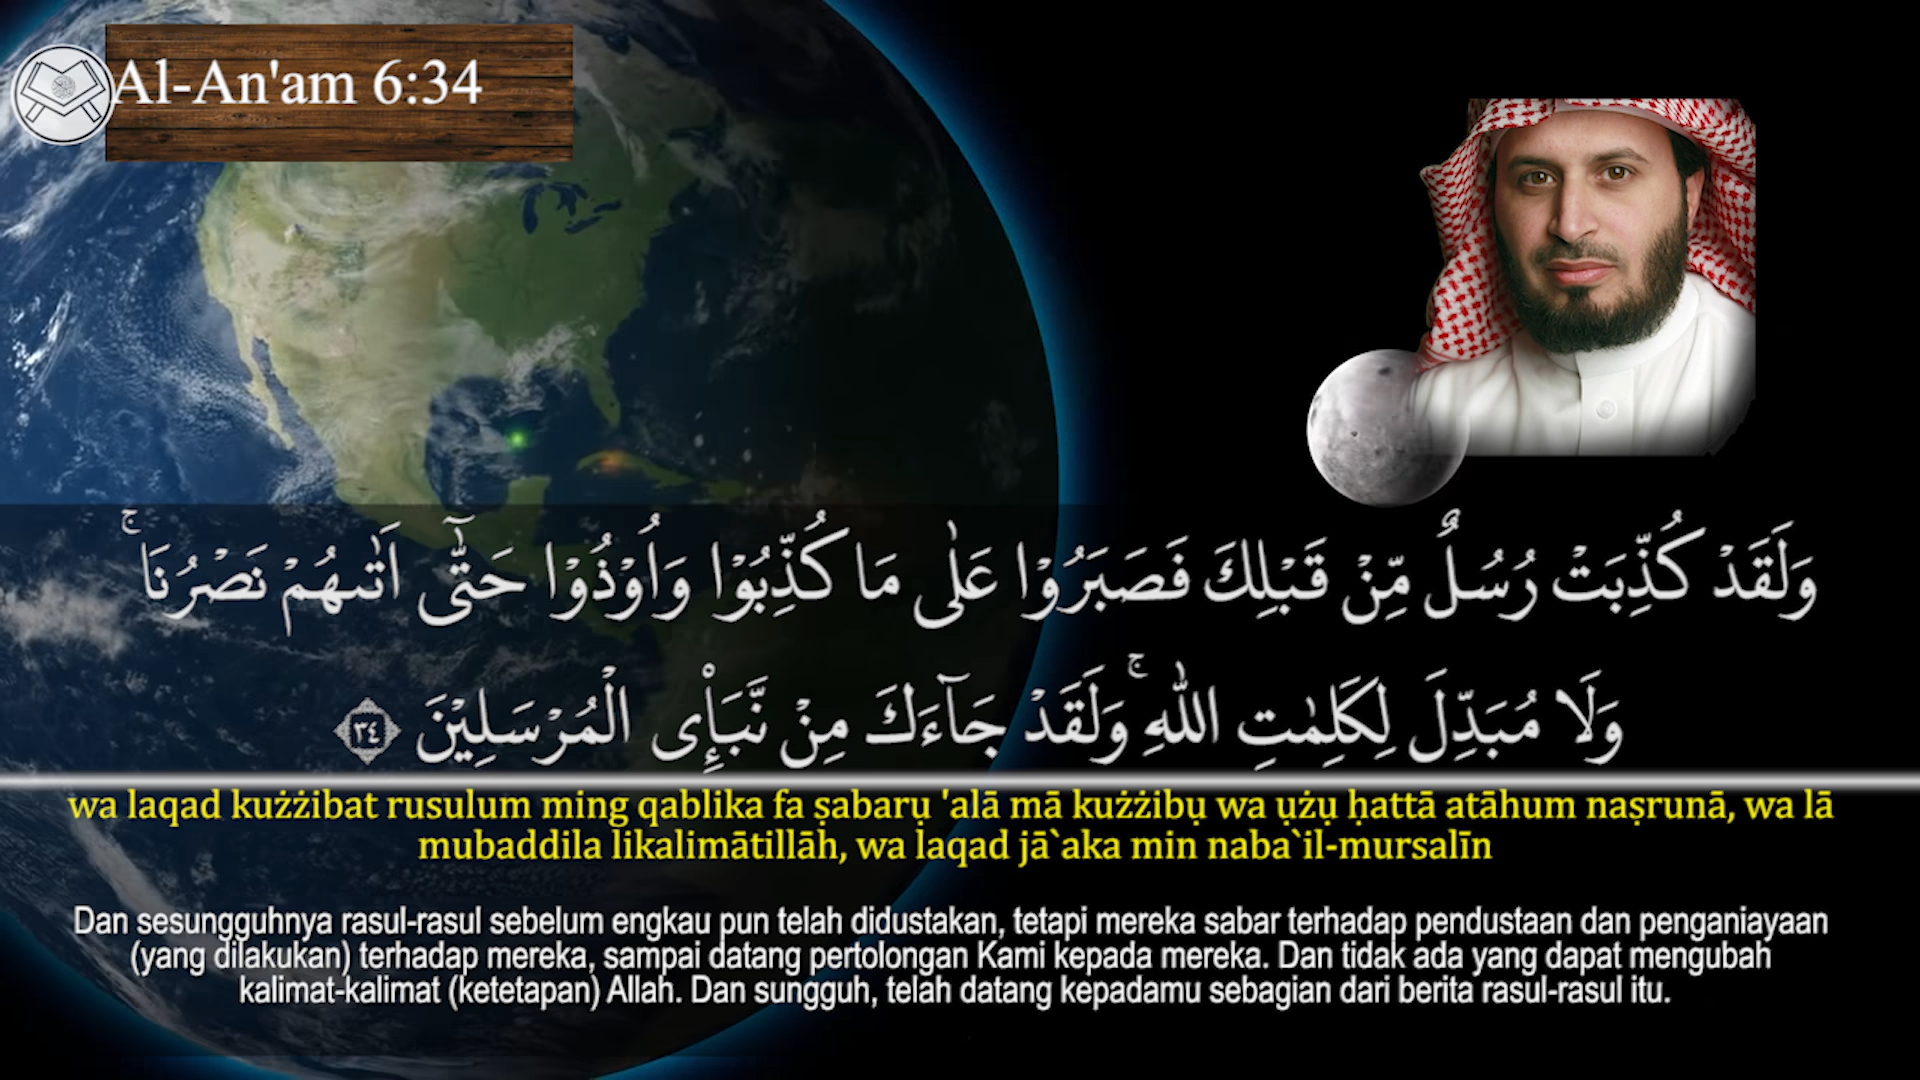 Al-An'am 6:34
وَلَقَدْ كُذِّبَتْ رُسُلٌ مِّنْ قَبْلِكَ فَصَبَرُوْا عَلٰى مَا كُذِّبُوْا وَاُوْذُوْا حَتّٰٓى اَتٰىهُمْ نَصْرُنَا ۚ
وَلَا مُبَدِّلَ لِكَلِمٰتِ اللّٰهِ ۚ وَلَقَدْ جَاۤءَكَ مِنْ نَّبَإِى الْمُرْسَلِيْنَ ٣٤
wa laqad kużżibat rusulum ming qablika fa ṣabarụ 'alā mā kużżibụ wa ụżụ ḥattā atāhum naṣrunā, wa lā
mubaddila likalimātillāh, wa laqad jā`aka min naba`il-mursalīn
Dan sesungguhnya rasul-rasul sebelum engkau pun telah didustakan, tetapi mereka sabar terhadap pendustaan dan penganiayaan
(yang dilakukan) terhadap mereka, sampai datang pertolongan Kami kepada mereka. Dan tidak ada yang dapat mengubah
kalimat-kalimat (ketetapan) Allah. Dan sungguh, telah datang kepadamu sebagian dari berita rasul-rasul itu.